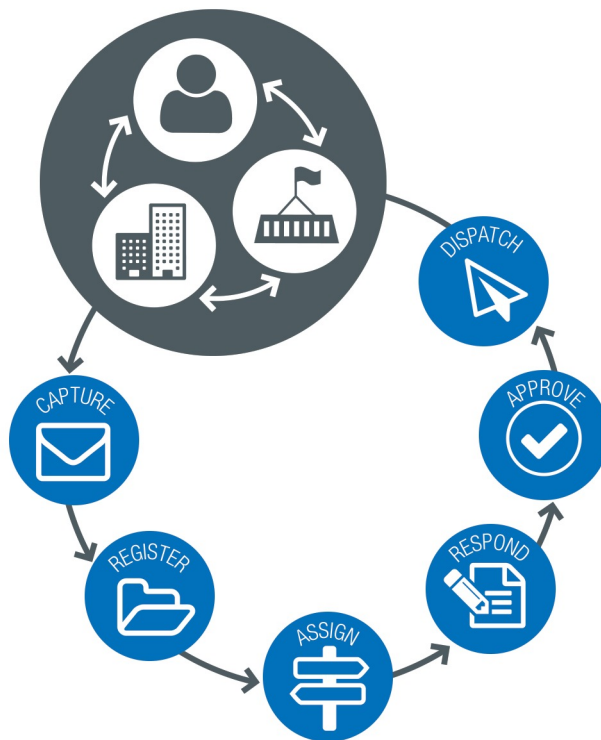 CAPTURE
REGISTER
ASSIGN
RESPOND
APPROVE
DISPATCH